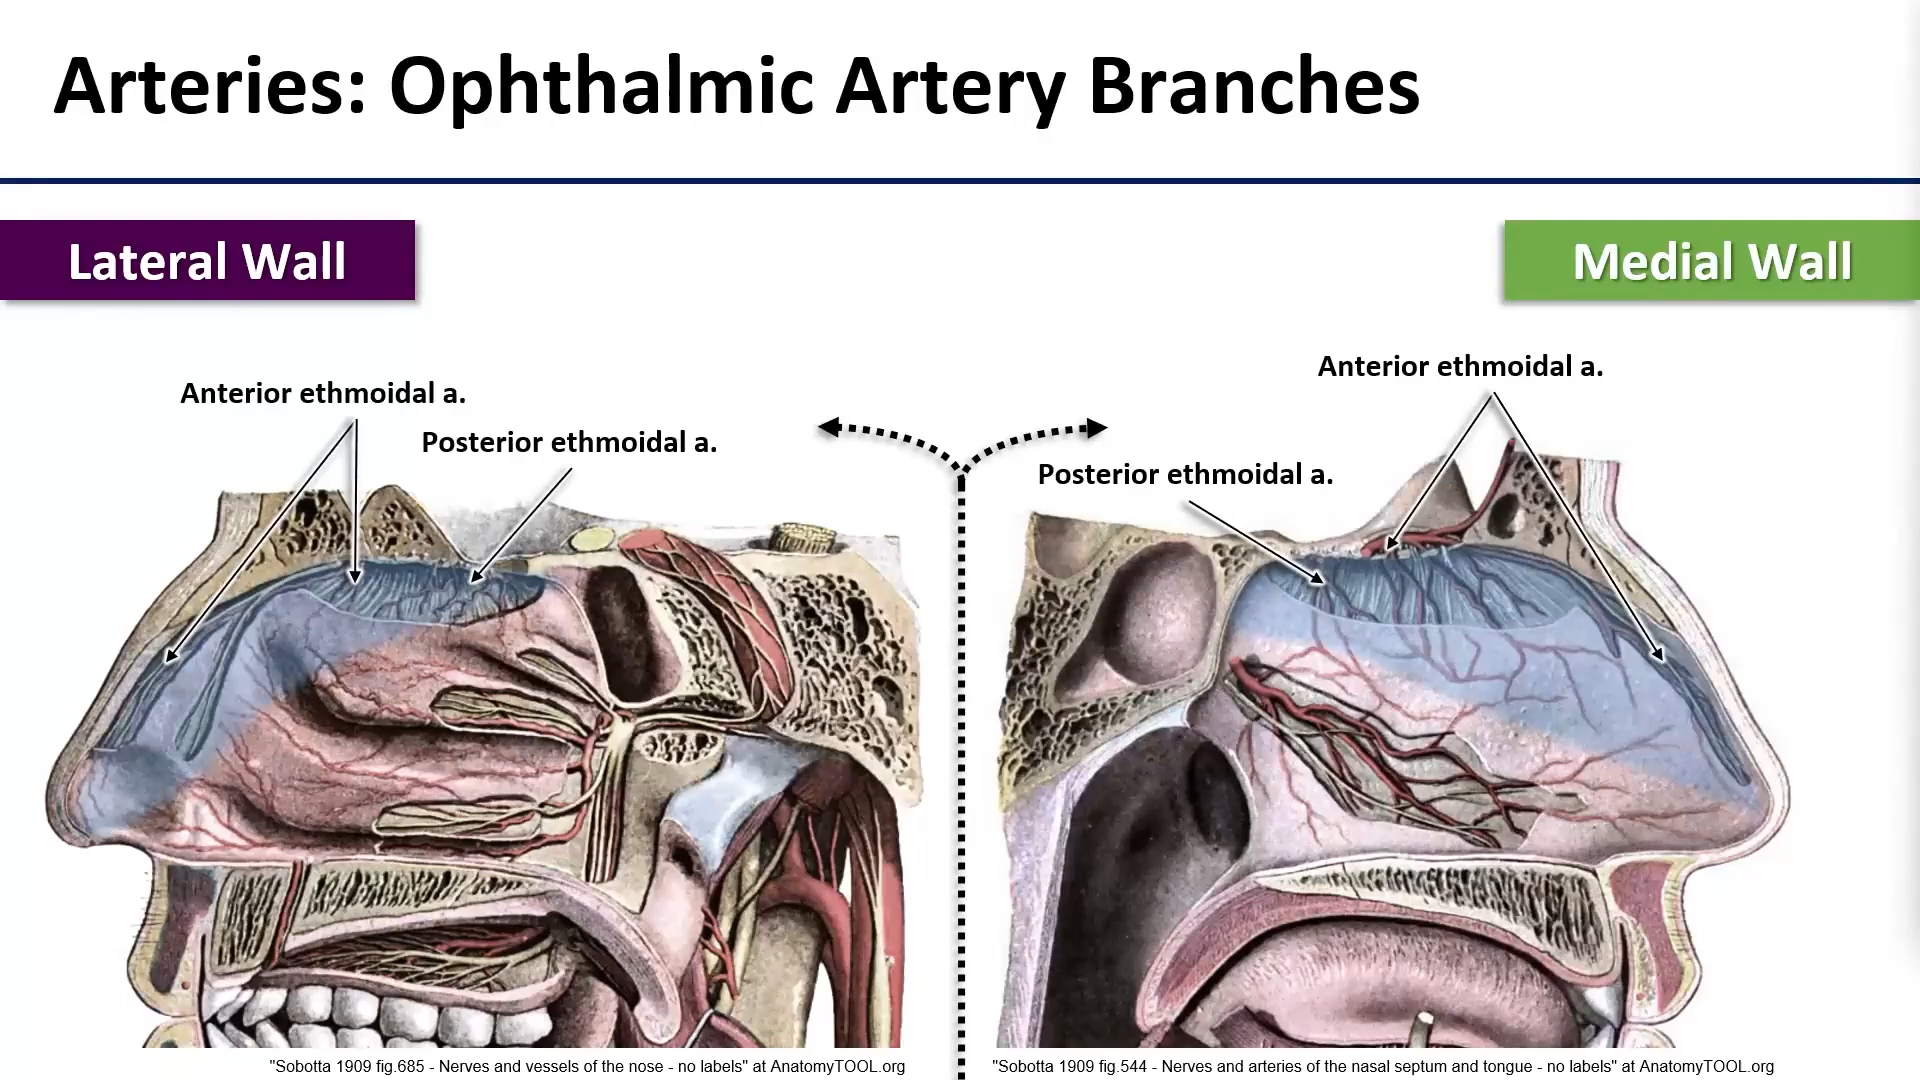 Arteries: Ophthalmic Artery Branches
Lateral Wall
Medial Wall
Anterior ethmoidal a.
Posterior ethmoidal a.
Anterior ethmoidal a.
Posterior ethmoidal a.
"Sobotta 1909 fig.685 - Nerves and vessels of the nose - no labels" at AnatomyTOOL.org
"Sobotta 1909 fig.544 - Nerves and arteries of the nasal septum and tongue - no labels" at AnatomyTOOL.org